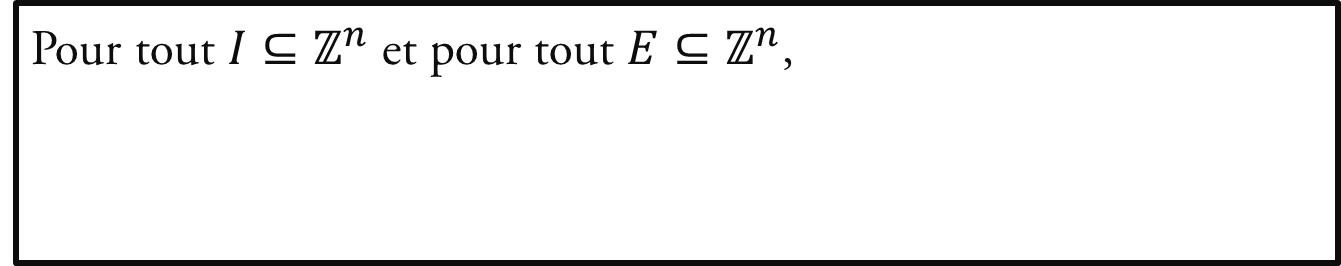 Pour tout 𝐼 ⊆ ℤⁿ et pour tout 𝐸 ⊆ ℤⁿ,